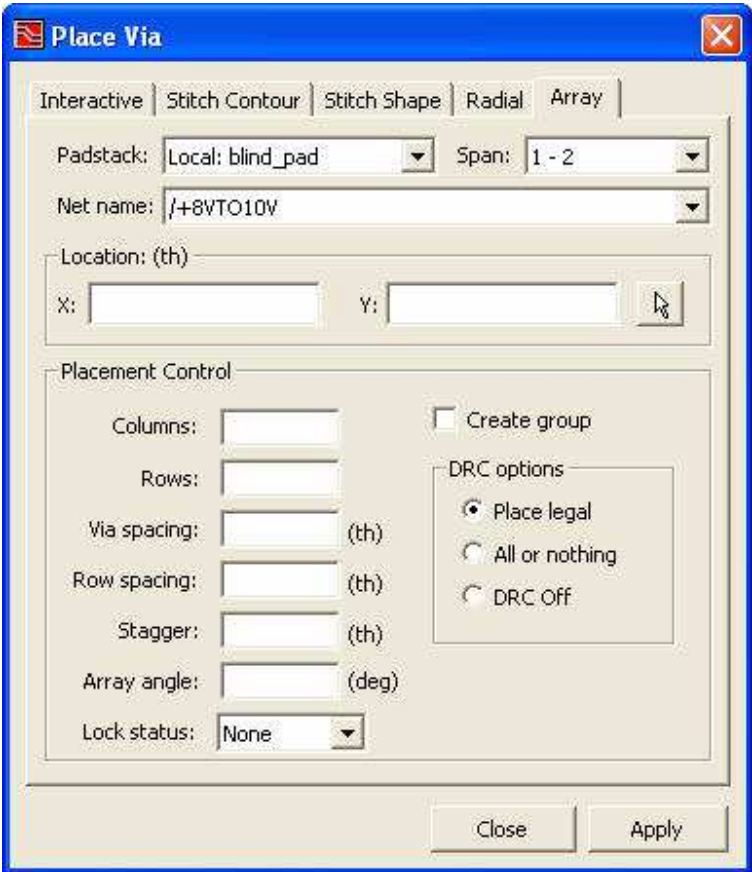 Place Via
Interactive Stitch Contour Stitch Shape Radial Array
Padstack: Local: blind_pad Span: 1 - 2
Net name: /+8VTO10V
Location: (th)
X: Y:
Placement Control
Columns: Create group
Rows: DRC options
Place legal
Via spacing: (th)
All or nothing
Row spacing: (th)
DRC Off
Stagger: (th)
Array angle: (deg)
Lock status: None
Close Apply